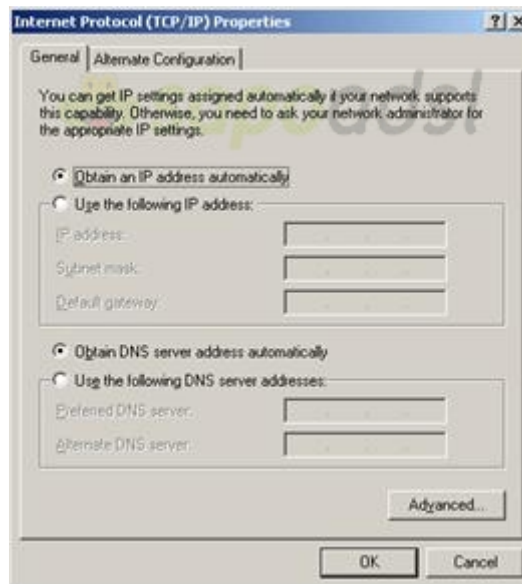 Internet Protocol (TCP/IP) Properties
General
Alternate Configuration
You can get IP settings assigned automatically if your network supports
this capability. Otherwise, you need to ask your network administrator for
the appropriate IP settings.
Obtain an IP address automatically
Use the following IP address:
IP address:
Subnet mask:
Default gateway:
Obtain DNS server address automatically
Use the following DNS server addresses:
Preferred DNS server:
Alternate DNS server:
Advanced...
OK
Cancel